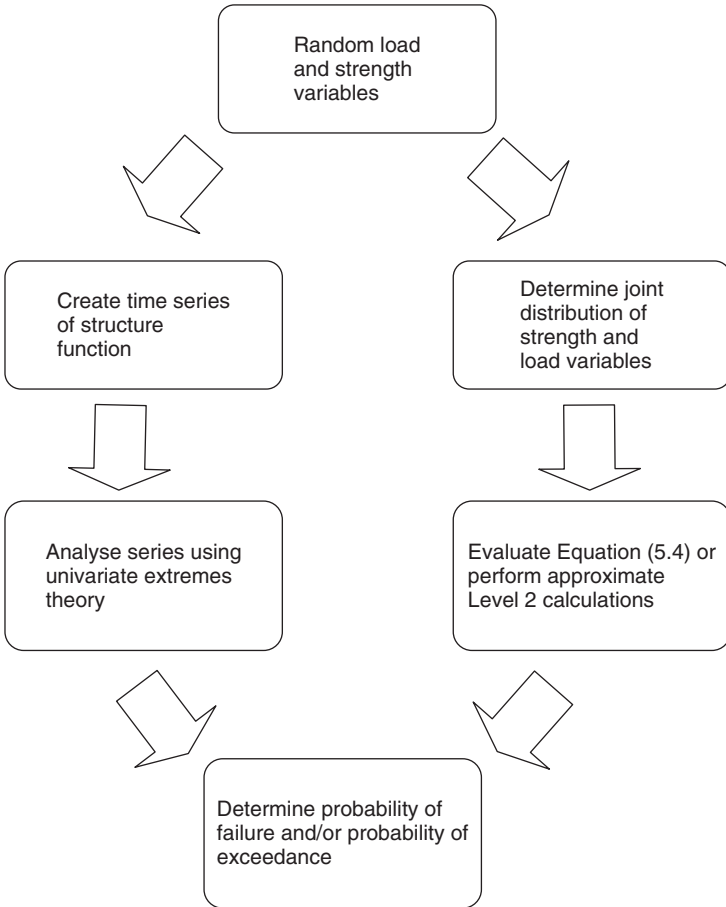 Random load
and strength
variables
Create time series
of structure
function
Determine joint
distribution of
strength and
load variables
Analyse series using
univariate extremes
theory
Evaluate Equation (5.4) or
perform approximate
Level 2 calculations
Determine probability of
failure and/or probability of
exceedance